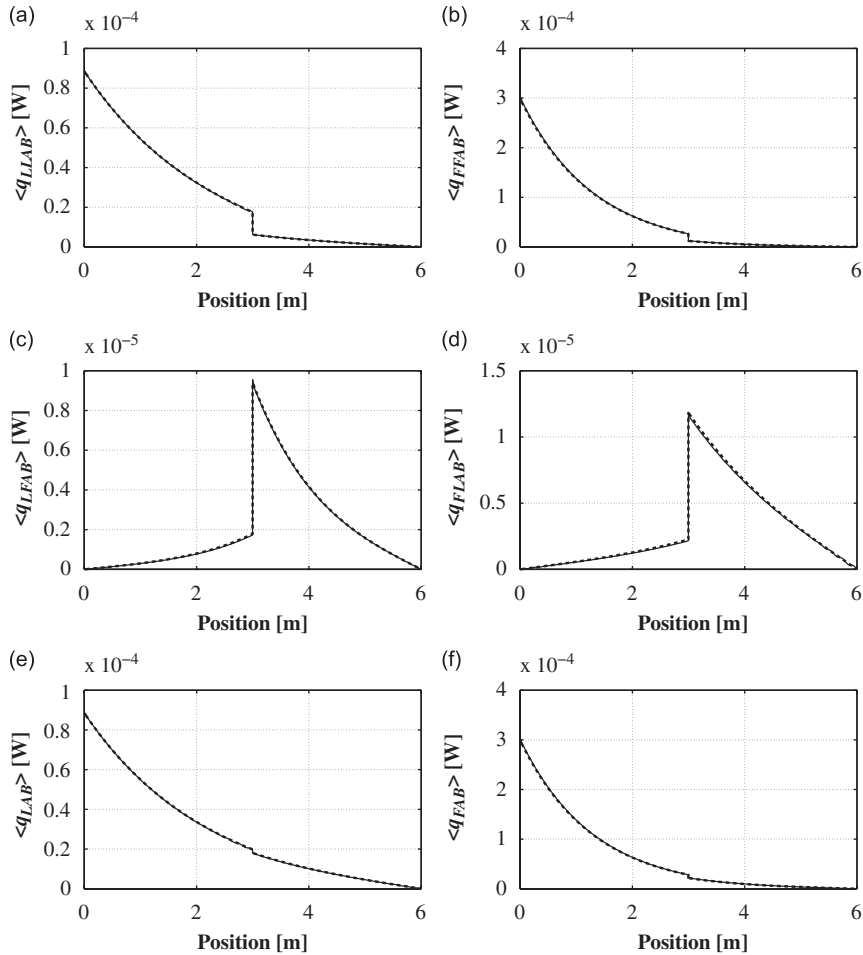 (a)
x 10⁻⁴
<q_LLAB> [W]
1
0.8
0.6
0.4
0.2
0
0 2 4 6
Position [m]
(b)
x 10⁻⁴
<q_FFAB> [W]
4
3
2
1
0
0 2 4 6
Position [m]
(c)
x 10⁻⁵
<q_LFAB> [W]
1
0.8
0.6
0.4
0.2
0
0 2 4 6
Position [m]
(d)
x 10⁻⁵
<q_FLAB> [W]
1.5
1
0.5
0
0 2 4 6
Position [m]
(e)
x 10⁻⁴
<q_LAB> [W]
1
0.8
0.6
0.4
0.2
0
0 2 4 6
Position [m]
(f)
x 10⁻⁴
<q_FAB> [W]
4
3
2
1
0
0 2 4 6
Position [m]